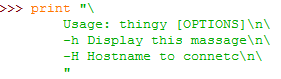 >>> print "\
Usage: thingy [OPTIONS]\n\
-h Display this massage\n\
-H Hostname to connetc\n\
"